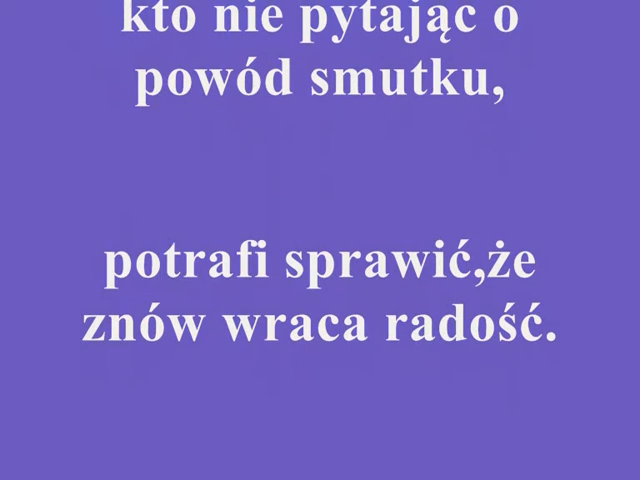 kto nie pytając o
powód smutku,
potrafi sprawić,że
znów wraca radość.